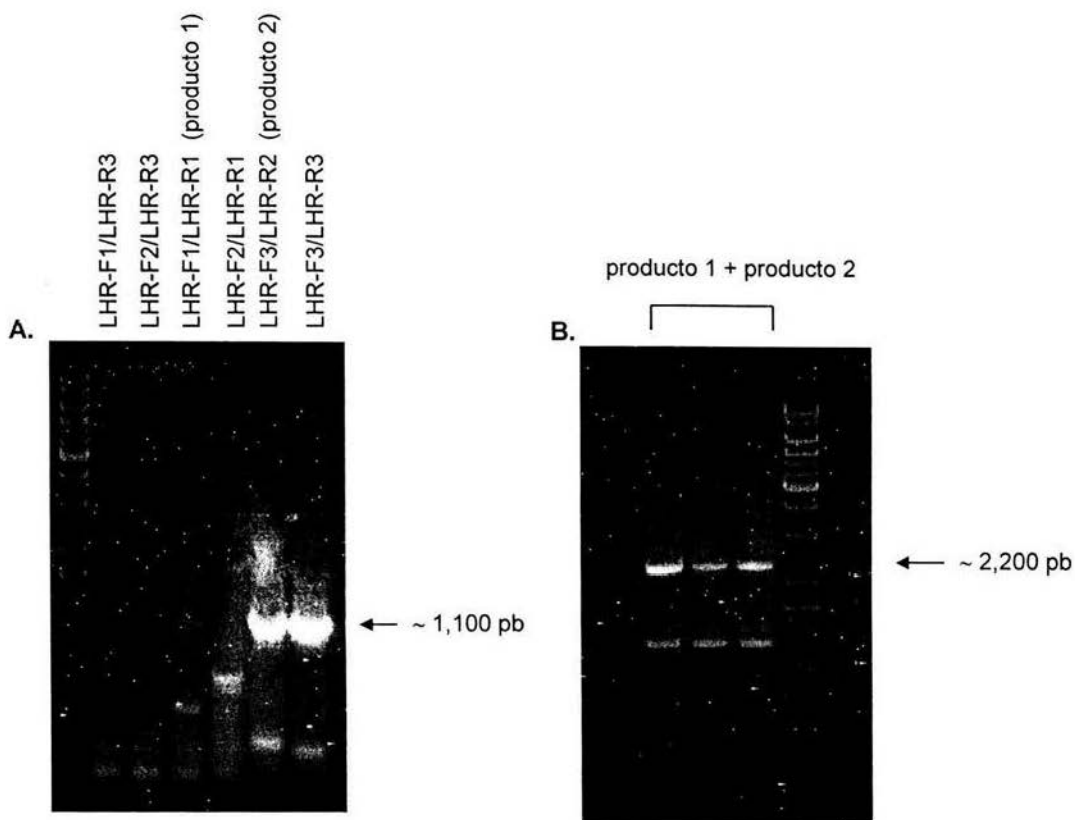 LHR-F1/LHR-R3
LHR-F2/LHR-R3
LHR-F1/LHR-R1 (producto 1)
LHR-F2/LHR-R1
LHR-F3/LHR-R2 (producto 2)
LHR-F3/LHR-R3
A.
~ 1,100 pb
producto 1 + producto 2
B.
~ 2,200 pb